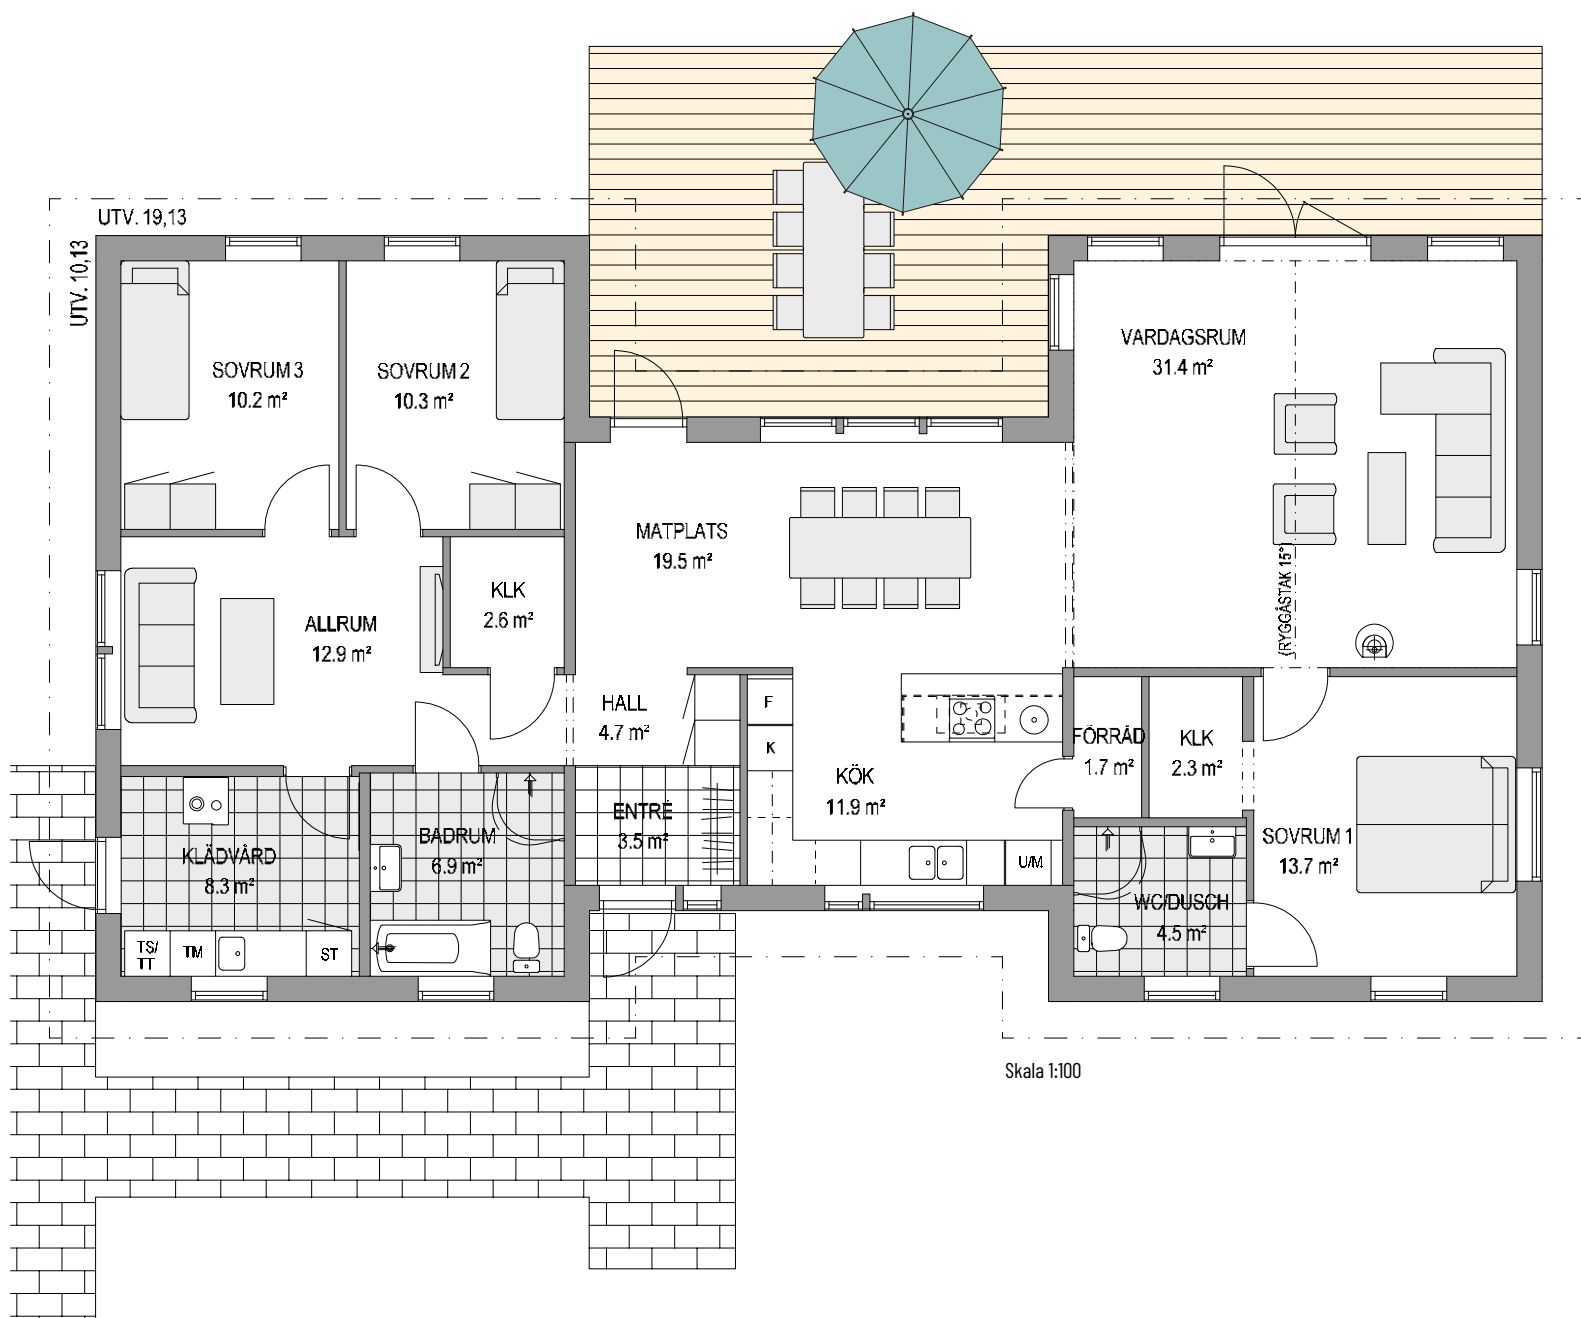 UTV. 19,13
UTV. 10,13
SOVRUM 3
10.2 m²
SOVRUM 2
10.3 m²
VARDAGSRUM
31.4 m²
(RYGGÅSTAK 15°)
MATPLATS
19.5 m²
KLK
2.6 m²
ALLRUM
12.9 m²
HALL
4.7 m²
F
K
KÖK
11.9 m²
FÖRRÅD
1.7 m²
KLK
2.3 m²
ENTRÉ
3.5 m²
BADRUM
6.9 m²
KLÄDVÅRD
8.3 m²
SOVRUM 1
13.7 m²
U/M
WC/DUSCH
4.5 m²
TS/
TT
TM
ST
Skala 1:100